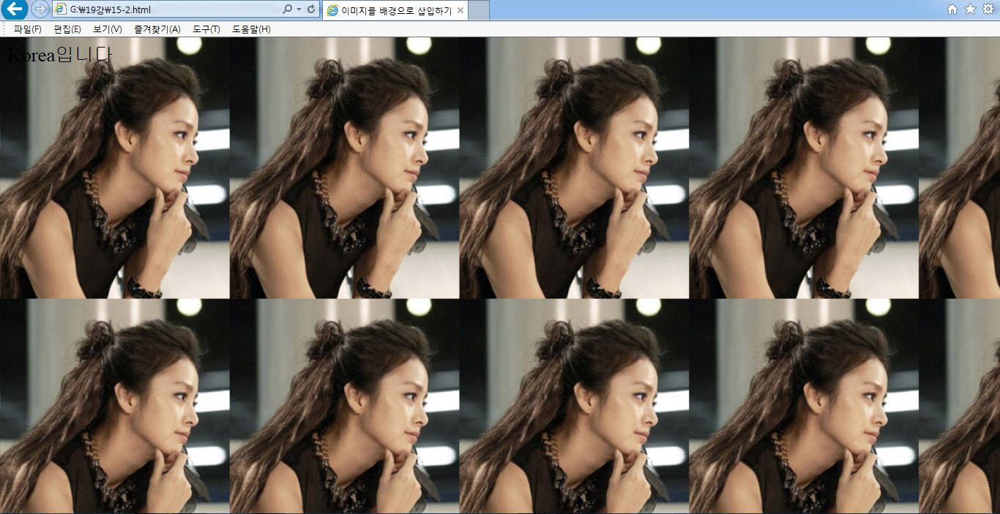 G:₩19강₩15-2.html
이미지를 배경으로 삽입하기
파일(F) 편집(E) 보기(V) 즐겨찾기(A) 도구(T) 도움말(H)
Korea입니다